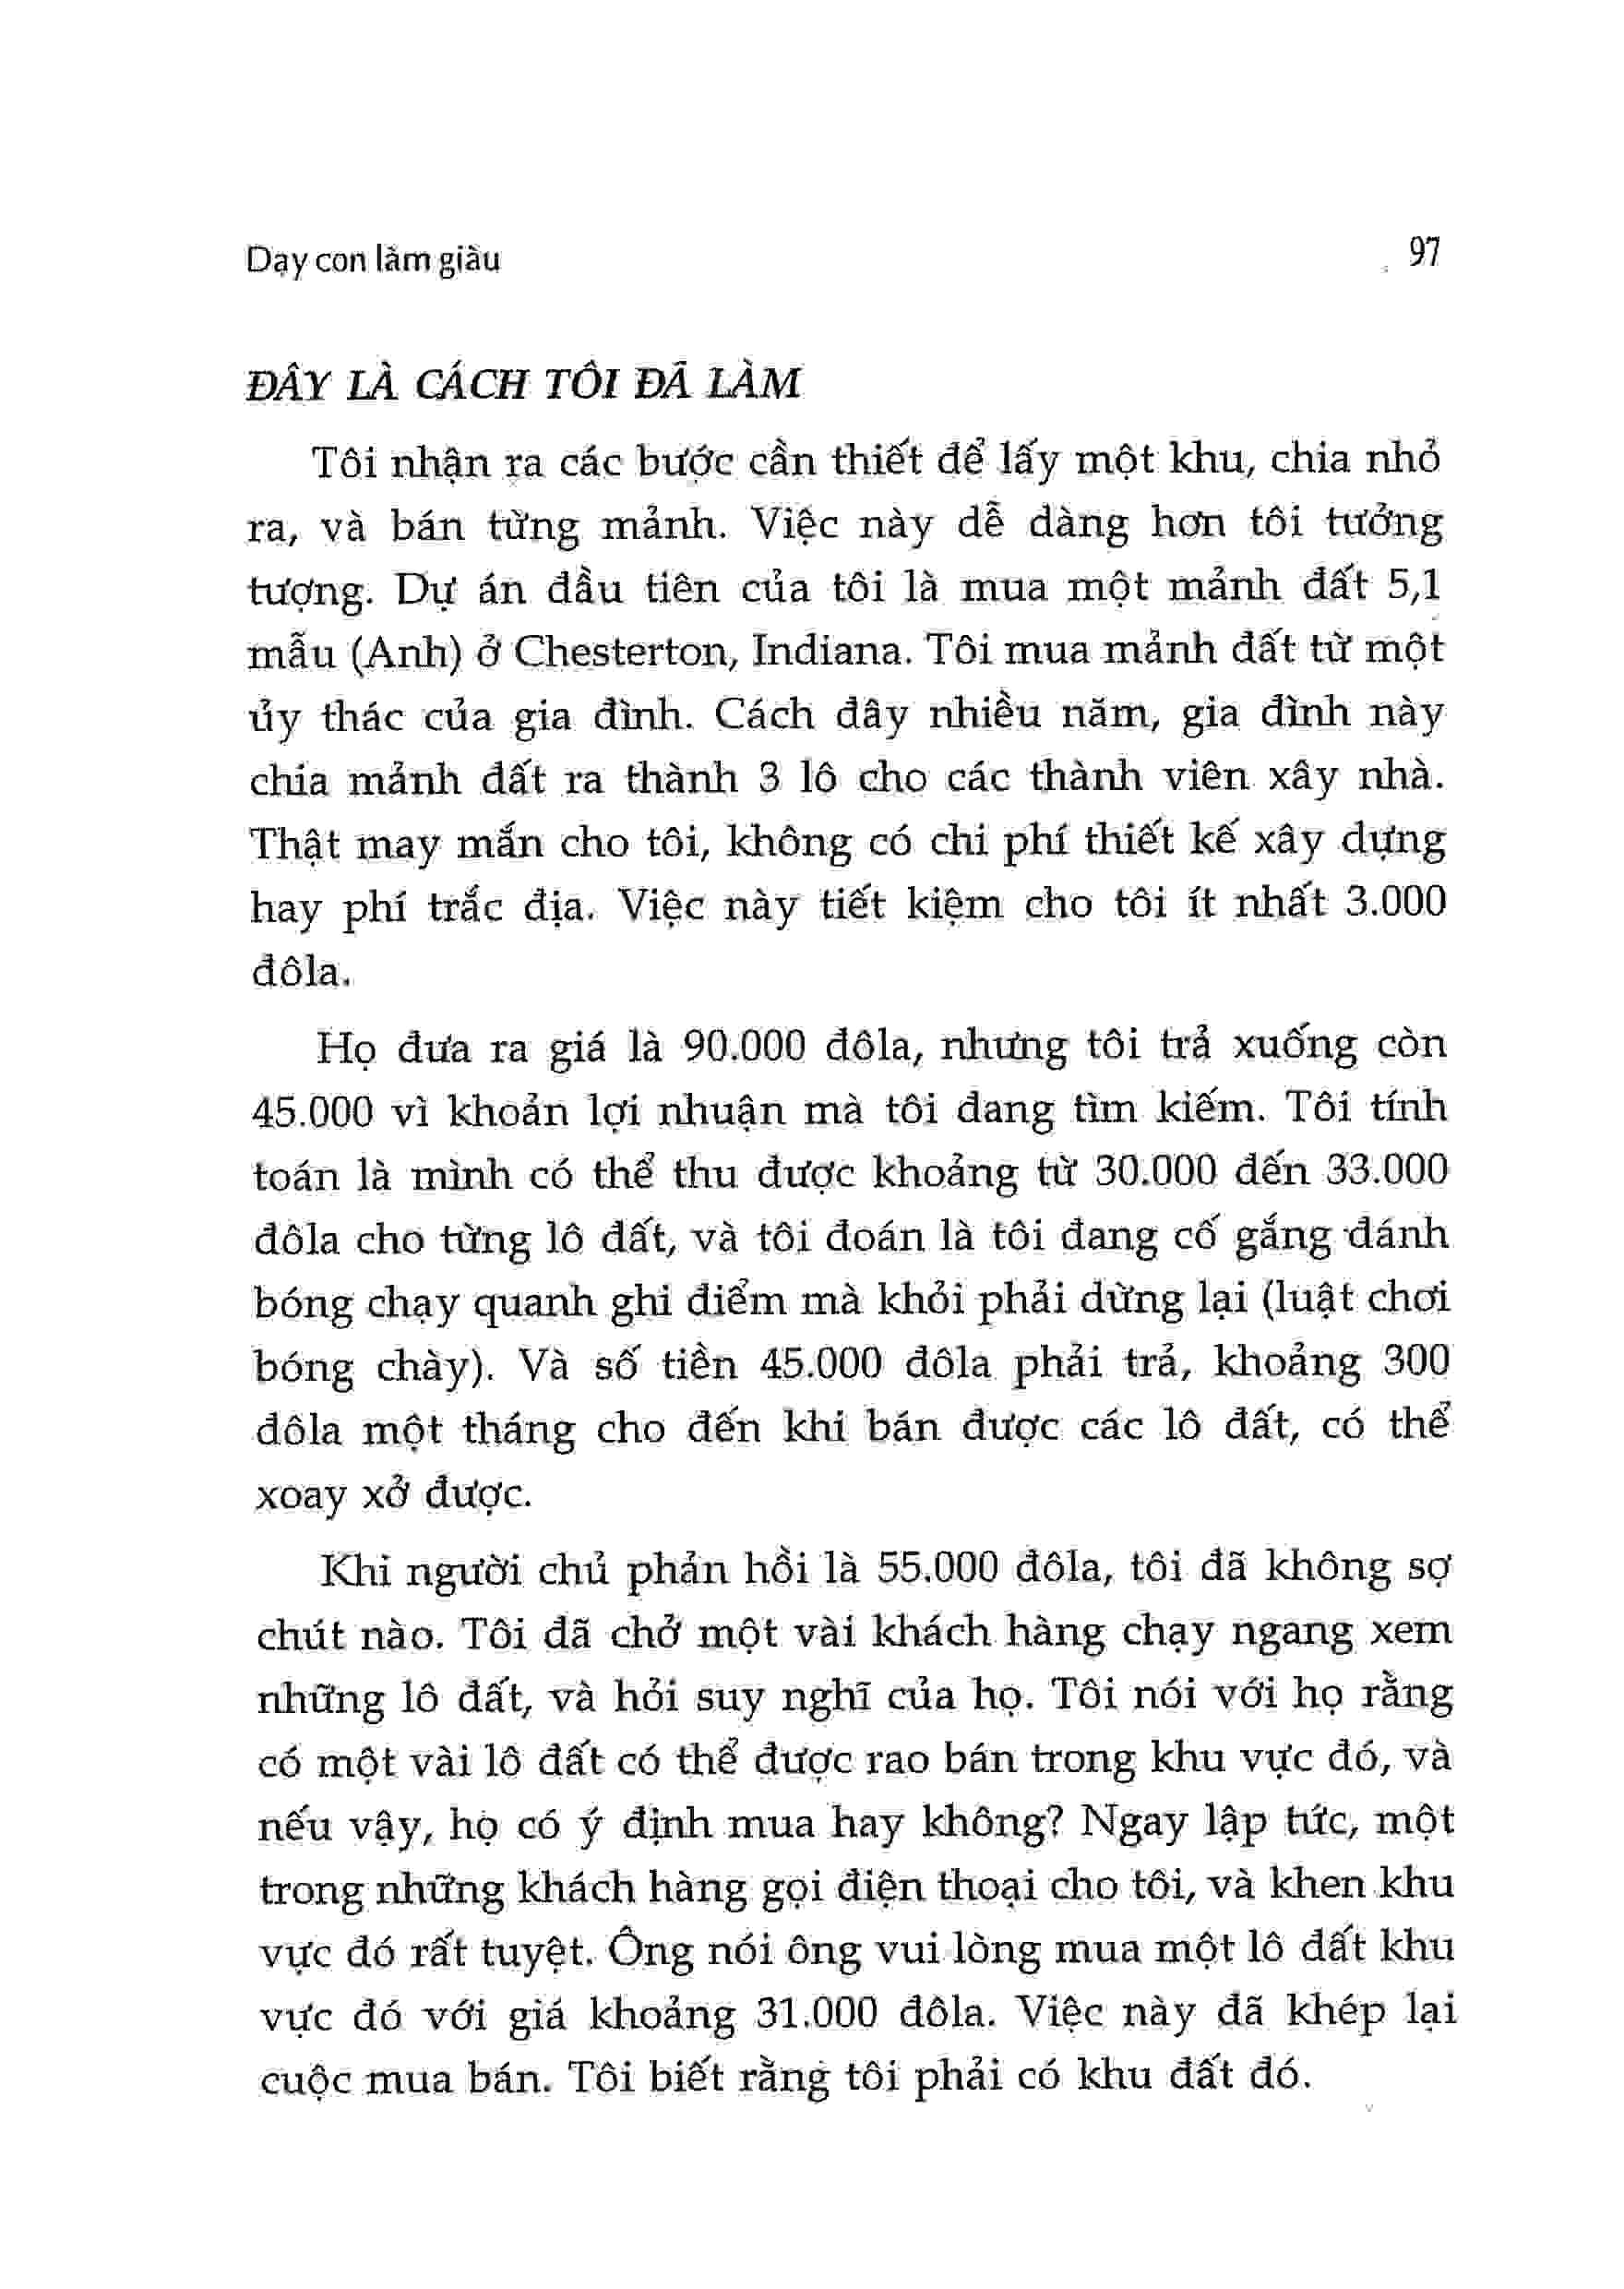 Dạy con làm giàu
97
ĐÂY LÀ CÁCH TÔI ĐÃ LÀM
Tôi nhận ra các bước cần thiết để lấy một khu, chia nhỏ
ra, và bán từng mảnh. Việc này dễ dàng hơn tôi tưởng
tượng. Dự án đầu tiên của tôi là mua một mảnh đất 5,1
mẫu (Anh) ở Chesterton, Indiana. Tôi mua mảnh đất từ một
ủy thác của gia đình. Cách đây nhiều năm, gia đình này
chia mảnh đất ra thành 3 lô cho các thành viên xây nhà.
Thật may mắn cho tôi, không có chi phí thiết kế xây dựng
hay phí trắc địa. Việc này tiết kiệm cho tôi ít nhất 3.000
đôla.
Họ đưa ra giá là 90.000 đôla, nhưng tôi trả xuống còn
45.000 vì khoản lợi nhuận mà tôi đang tìm kiếm. Tôi tính
toán là mình có thể thu được khoảng từ 30.000 đến 33.000
đôla cho từng lô đất, và tôi đoán là tôi đang cố gắng đánh
bóng chạy quanh ghi điểm mà khỏi phải dừng lại (luật chơi
bóng chày). Và số tiền 45.000 đôla phải trả, khoảng 300
đôla một tháng cho đến khi bán được các lô đất, có thể
xoay xở được.
Khi người chủ phản hồi là 55.000 đôla, tôi đã không sợ
chút nào. Tôi đã chở một vài khách hàng chạy ngang xem
những lô đất, và hỏi suy nghĩ của họ. Tôi nói với họ rằng
có một vài lô đất có thể được rao bán trong khu vực đó, và
nếu vậy, họ có ý định mua hay không? Ngay lập tức, một
trong những khách hàng gọi điện thoại cho tôi, và khen khu
vực đó rất tuyệt. Ông nói ông vui lòng mua một lô đất khu
vực đó với giá khoảng 31.000 đôla. Việc này đã khép lại
cuộc mua bán. Tôi biết rằng tôi phải có khu đất đó.